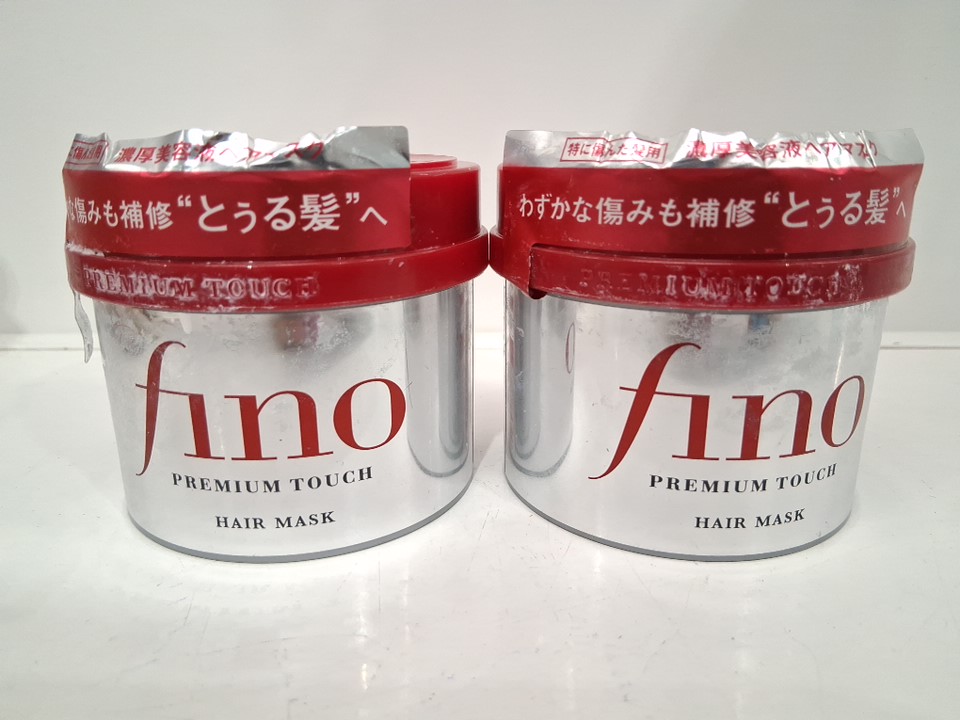 濃厚美容液ヘアマスク
な傷みも補修“とぅる髪”へ
PREMIUM TOUCH
fino
PREMIUM TOUCH
HAIR MASK
特に傷んだ髪用 濃厚美容液ヘアマスク
わずかな傷みも補修“とぅる髪”へ
PREMIUM TOUCH
fino
PREMIUM TOUCH
HAIR MASK